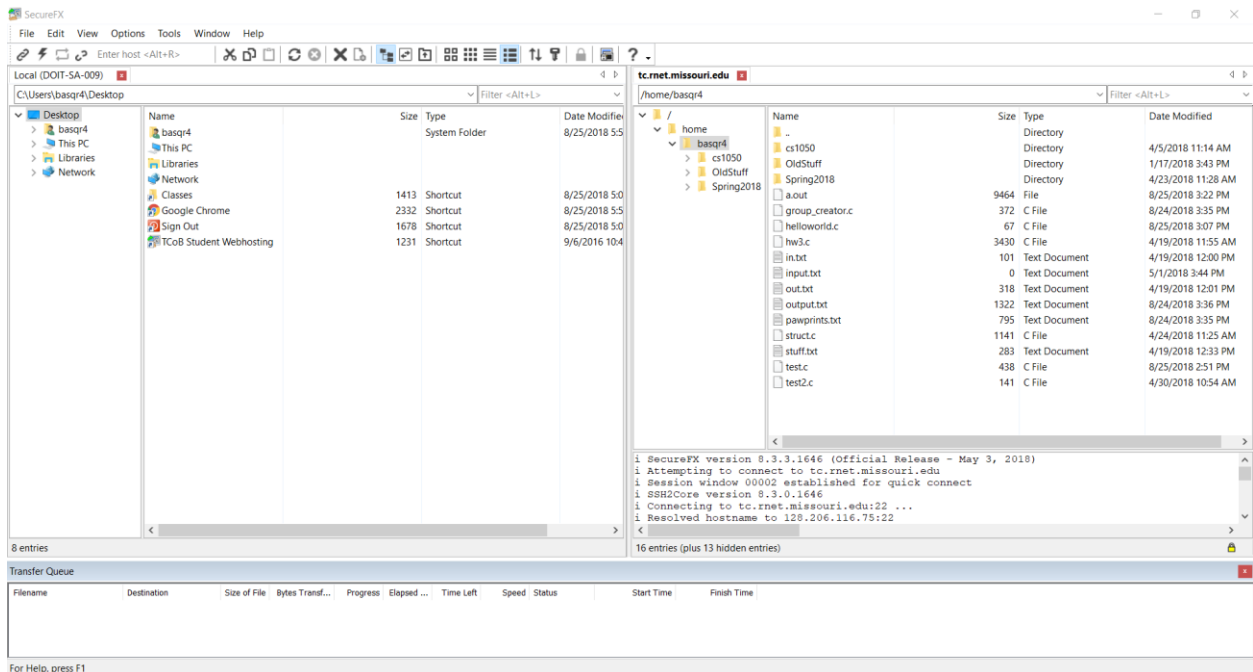 SecureFX
File Edit View Options Tools Window Help
Enter host <Alt+R>
Local (DOIT-SA-009)
C:\Users\basqr4\Desktop Filter <Alt+L>
Desktop
basqr4
This PC
Libraries
Network
Name Size Type Date Modifie
basqr4 System Folder 8/25/2018 5:5
This PC
Libraries
Network
Classes 1413 Shortcut 8/25/2018 5:0
Google Chrome 2332 Shortcut 8/25/2018 5:5
Sign Out 1678 Shortcut 8/25/2018 5:0
TCoB Student Webhosting 1231 Shortcut 9/6/2016 10:4
8 entries
tc.rnet.missouri.edu
/home/basqr4 Filter <Alt+L>
/
home
basqr4
cs1050
OldStuff
Spring2018
Name Size Type Date Modified
.. Directory
cs1050 Directory 4/5/2018 11:14 AM
OldStuff Directory 1/17/2018 3:43 PM
Spring2018 Directory 4/23/2018 11:28 AM
a.out 9464 File 8/25/2018 3:22 PM
group_creator.c 372 C File 8/24/2018 3:35 PM
helloworld.c 67 C File 8/25/2018 3:07 PM
hw3.c 3430 C File 4/19/2018 11:55 AM
in.txt 101 Text Document 4/19/2018 12:00 PM
input.txt 0 Text Document 5/1/2018 3:44 PM
out.txt 318 Text Document 4/19/2018 12:01 PM
output.txt 1322 Text Document 8/24/2018 3:36 PM
pawprints.txt 795 Text Document 8/24/2018 3:35 PM
struct.c 1141 C File 4/24/2018 11:25 AM
stuff.txt 283 Text Document 4/19/2018 12:33 PM
test.c 438 C File 8/25/2018 2:51 PM
test2.c 141 C File 4/30/2018 10:54 AM
i SecureFX version 8.3.3.1646 (Official Release - May 3, 2018)
i Attempting to connect to tc.rnet.missouri.edu
i Session window 00002 established for quick connect
i SSH2Core version 8.3.0.1646
i Connecting to tc.rnet.missouri.edu:22 ...
i Resolved hostname to 128.206.116.75:22
16 entries (plus 13 hidden entries)
Transfer Queue
Filename Destination Size of File Bytes Transf... Progress Elapsed ... Time Left Speed Status Start Time Finish Time
For Help, press F1